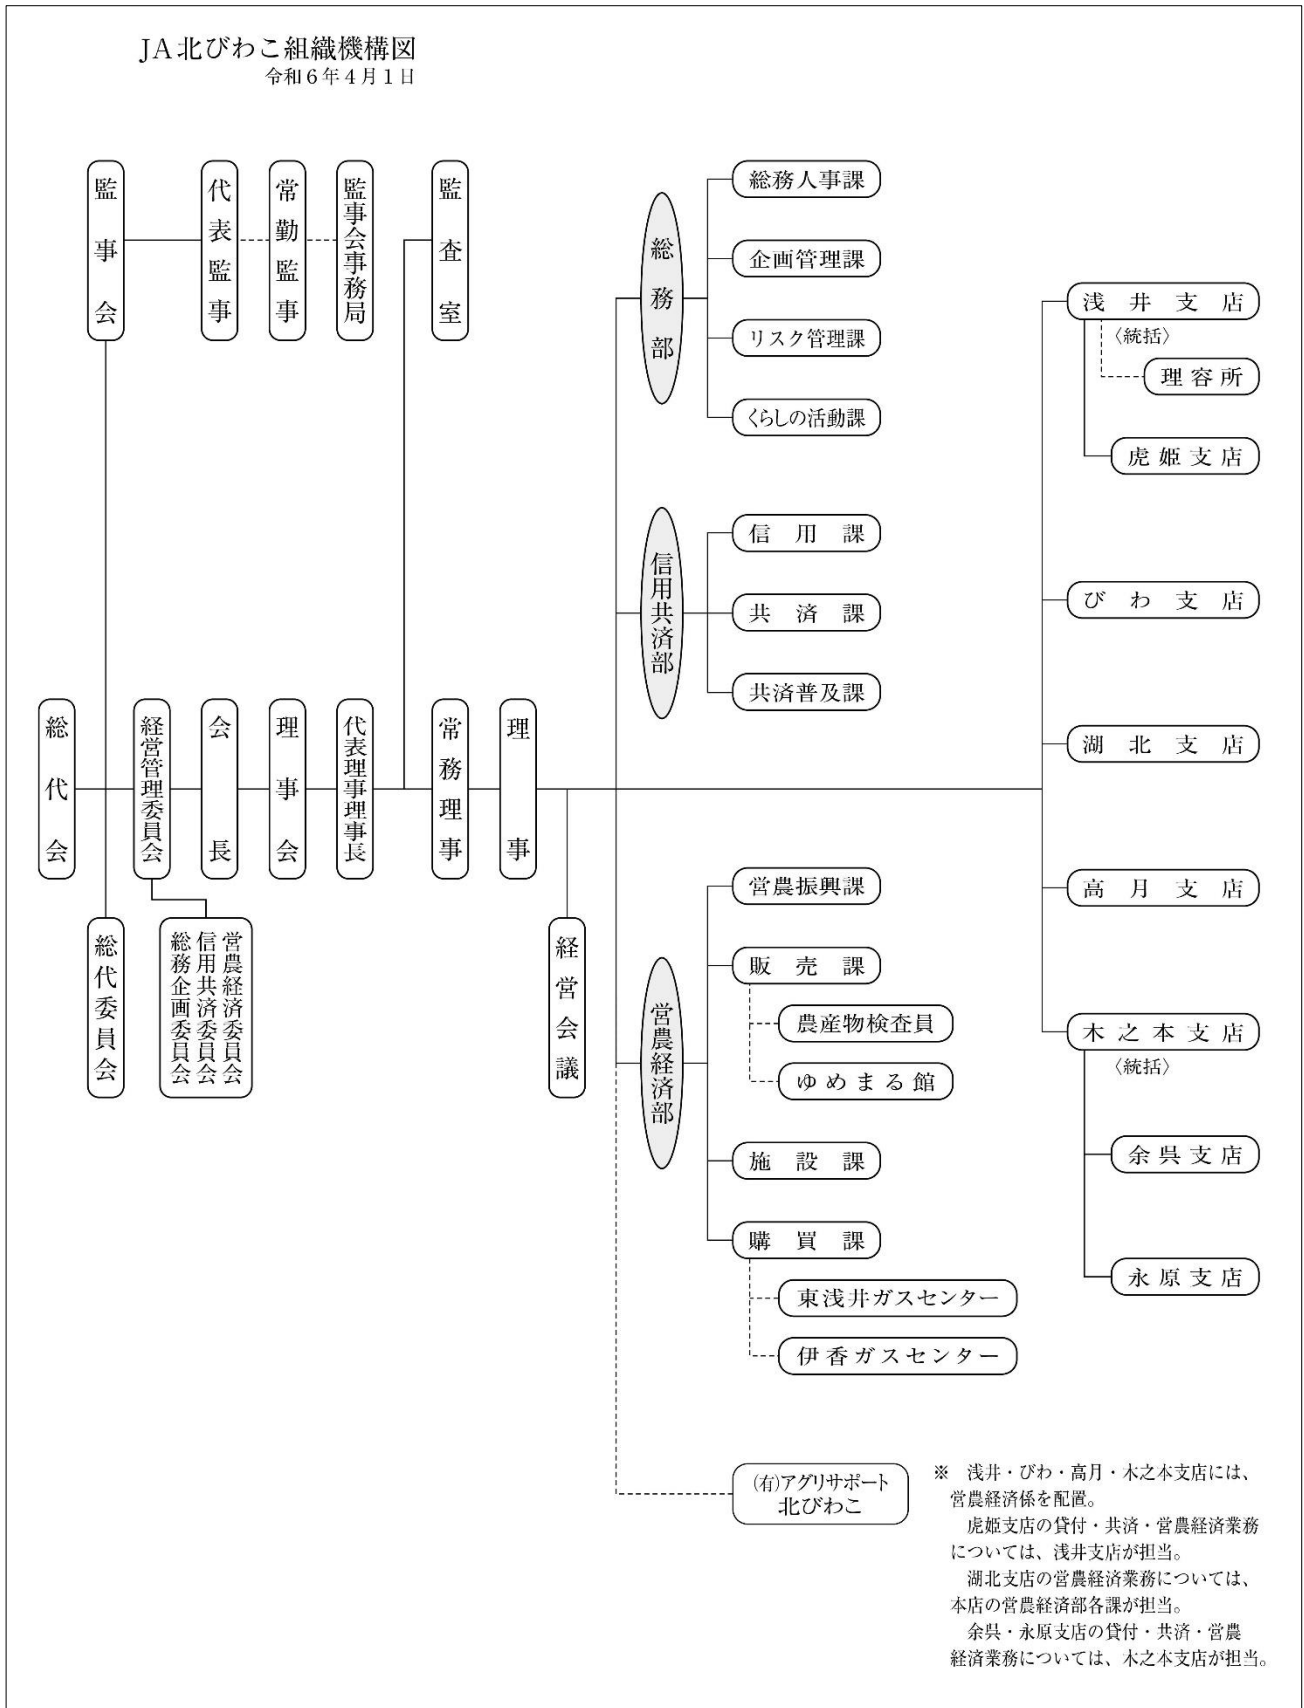 JA北びわこ組織機構図
令和6年4月1日
監事会
代表監事
常勤監事
監事会事務局
監査室
総代会
経営管理委員会
会長
理事会
代表理事理事長
常務理事
理事
総代委員会
営農経済委員会
信用共済委員会
総務企画委員会
経営会議
総務部
総務人事課
企画管理課
リスク管理課
くらしの活動課
信用共済部
信用課
共済課
共済普及課
営農経済部
営農振興課
販売課
農産物検査員
ゆめまる館
施設課
購買課
東浅井ガスセンター
伊香ガスセンター
(有)アグリサポート
北びわこ
浅井支店
〈統括〉
理容所
虎姫支店
びわ支店
湖北支店
高月支店
木之本支店
〈統括〉
余呉支店
永原支店
※ 浅井・びわ・高月・木之本支店には、
営農経済係を配置。
虎姫支店の貸付・共済・営農経済業務
については、浅井支店が担当。
湖北支店の営農経済業務については、
本店の営農経済部各課が担当。
余呉・永原支店の貸付・共済・営農
経済業務については、木之本支店が担当。